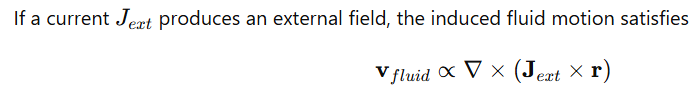 If a current J_ext produces an external field, the induced fluid motion satisfies
v_fluid ∝ ∇ × (J_ext × r)